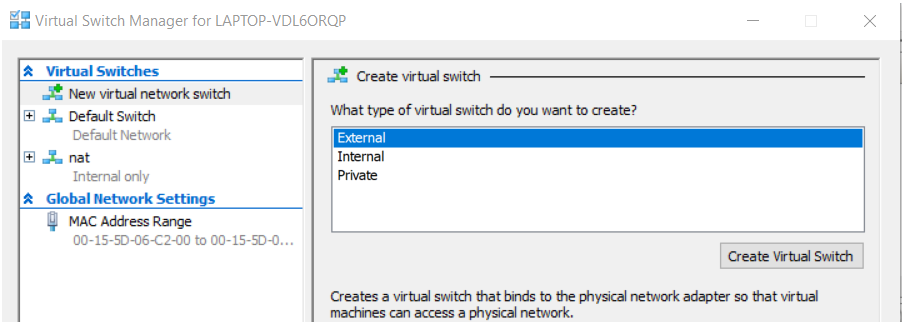 Virtual Switch Manager for LAPTOP-VDL6ORQP
Virtual Switches
New virtual network switch
Default Switch
Default Network
nat
Internal only
Global Network Settings
MAC Address Range
00-15-5D-06-C2-00 to 00-15-5D-0...
Create virtual switch
What type of virtual switch do you want to create?
External
Internal
Private
Create Virtual Switch
Creates a virtual switch that binds to the physical network adapter so that virtual
machines can access a physical network.